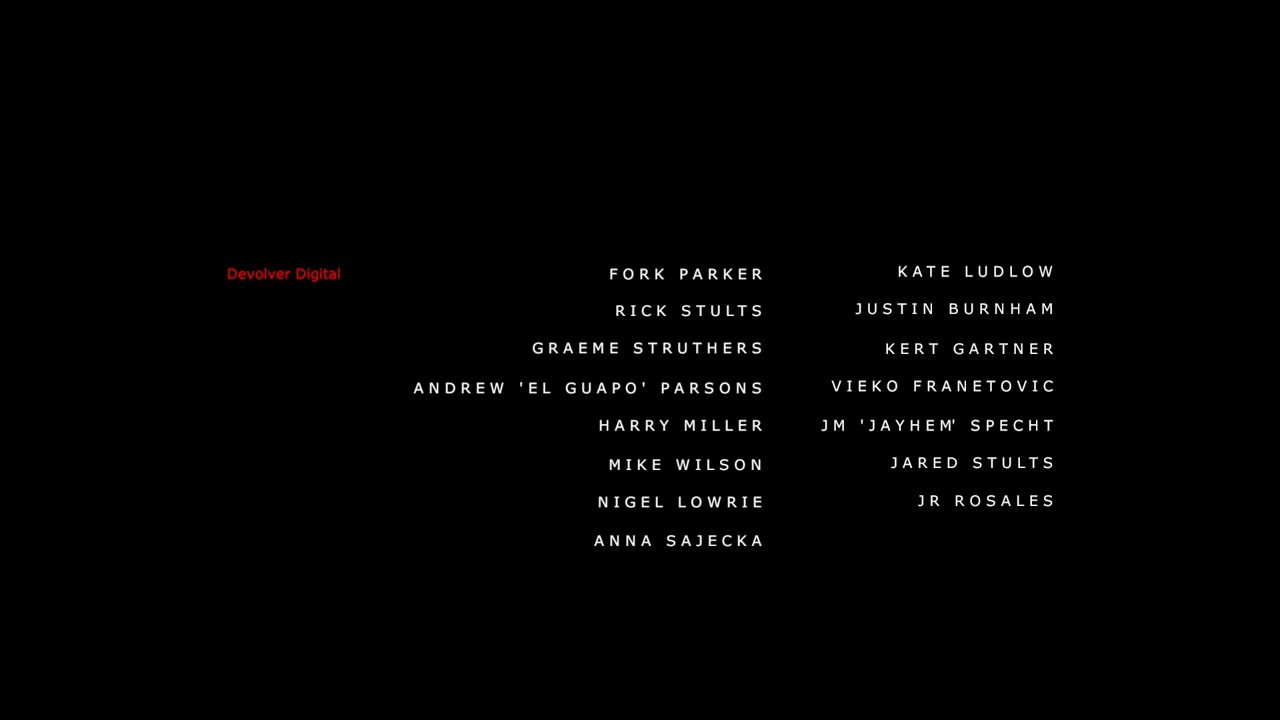 Devolver Digital
FORK PARKER
RICK STULTS
GRAEME STRUTHERS
ANDREW 'EL GUAPO' PARSONS
HARRY MILLER
MIKE WILSON
NIGEL LOWRIE
ANNA SAJECKA
KATE LUDLOW
JUSTIN BURNHAM
KERT GARTNER
VIEKO FRANETOVIC
JM 'JAYHEM' SPECHT
JARED STULTS
JR ROSALES